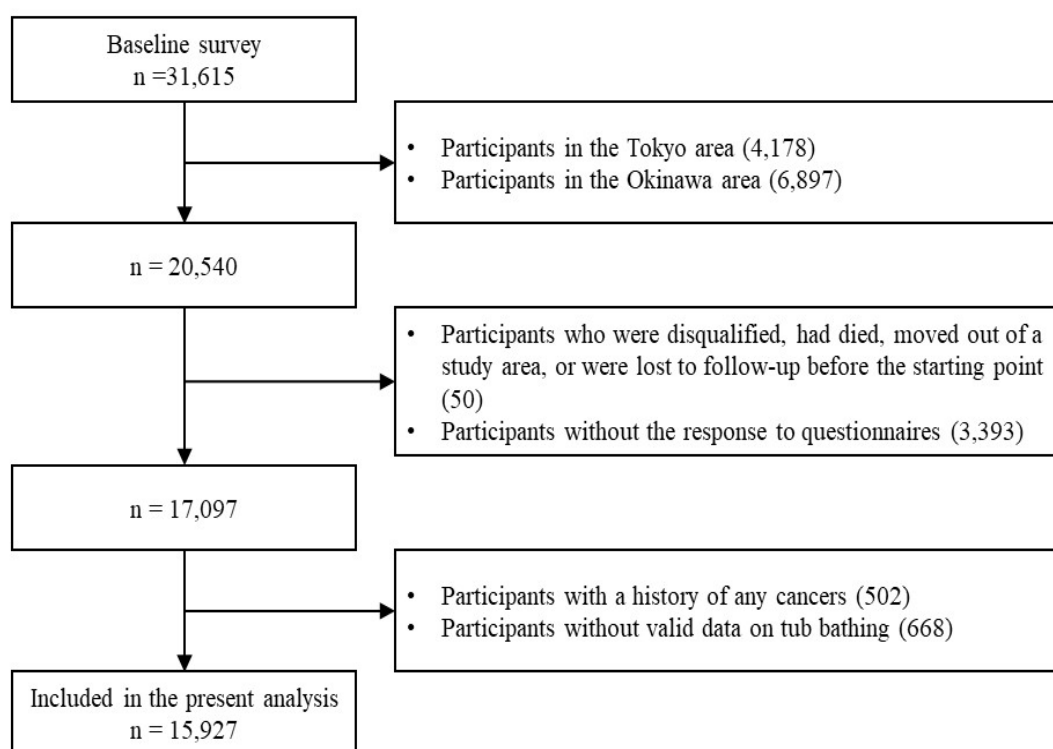 Baseline survey
n =31,615
• Participants in the Tokyo area (4,178)
• Participants in the Okinawa area (6,897)
n = 20,540
• Participants who were disqualified, had died, moved out of a
study area, or were lost to follow-up before the starting point
(50)
• Participants without the response to questionnaires (3,393)
n = 17,097
• Participants with a history of any cancers (502)
• Participants without valid data on tub bathing (668)
Included in the present analysis
n = 15,927